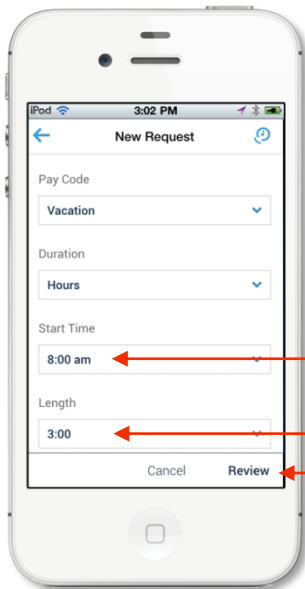 iPod 3:02 PM
New Request
Pay Code
Vacation
Duration
Hours
Start Time
8:00 am
Length
3:00
Cancel Review